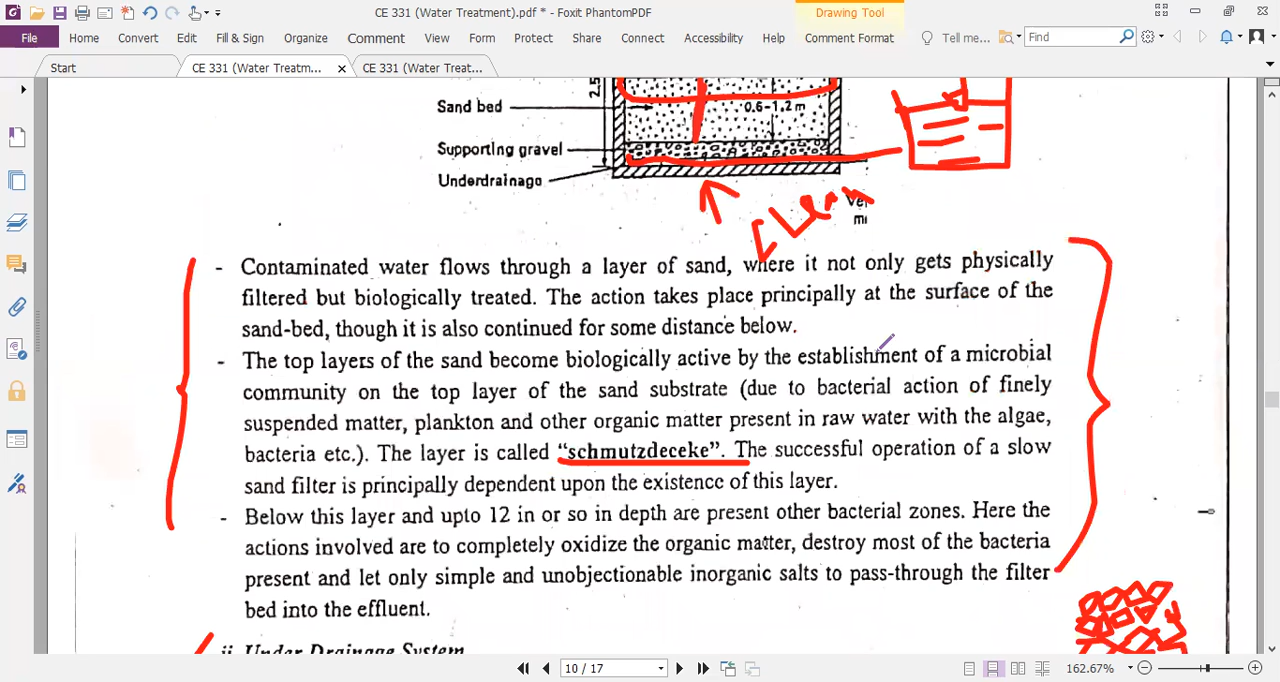 CE 331 (Water Treatment).pdf * - Foxit PhantomPDF
Drawing Tool
File Home Convert Edit Fill & Sign Organize Comment View Form Protect Share Connect Accessibility Help Comment Format Tell me... Find
Start CE 331 (Water Treatm... CE 331 (Water Treat...
2.5
Sand bed
0.6-1.2 m
Supporting gravel
Underdrainage
Clean
- Contaminated water flows through a layer of sand, where it not only gets physically
filtered but biologically treated. The action takes place principally at the surface of the
sand-bed, though it is also continued for some distance below.
- The top layers of the sand become biologically active by the establishment of a microbial
community on the top layer of the sand substrate (due to bacterial action of finely
suspended matter, plankton and other organic matter present in raw water with the algae,
bacteria etc.). The layer is called “schmutzdeceke”. The successful operation of a slow
sand filter is principally dependent upon the existence of this layer.
- Below this layer and upto 12 in or so in depth are present other bacterial zones. Here the
actions involved are to completely oxidize the organic matter, destroy most of the bacteria
present and let only simple and unobjectionable inorganic salts to pass-through the filter
bed into the effluent.
ii Under Drainage System
10 / 17
162.67%